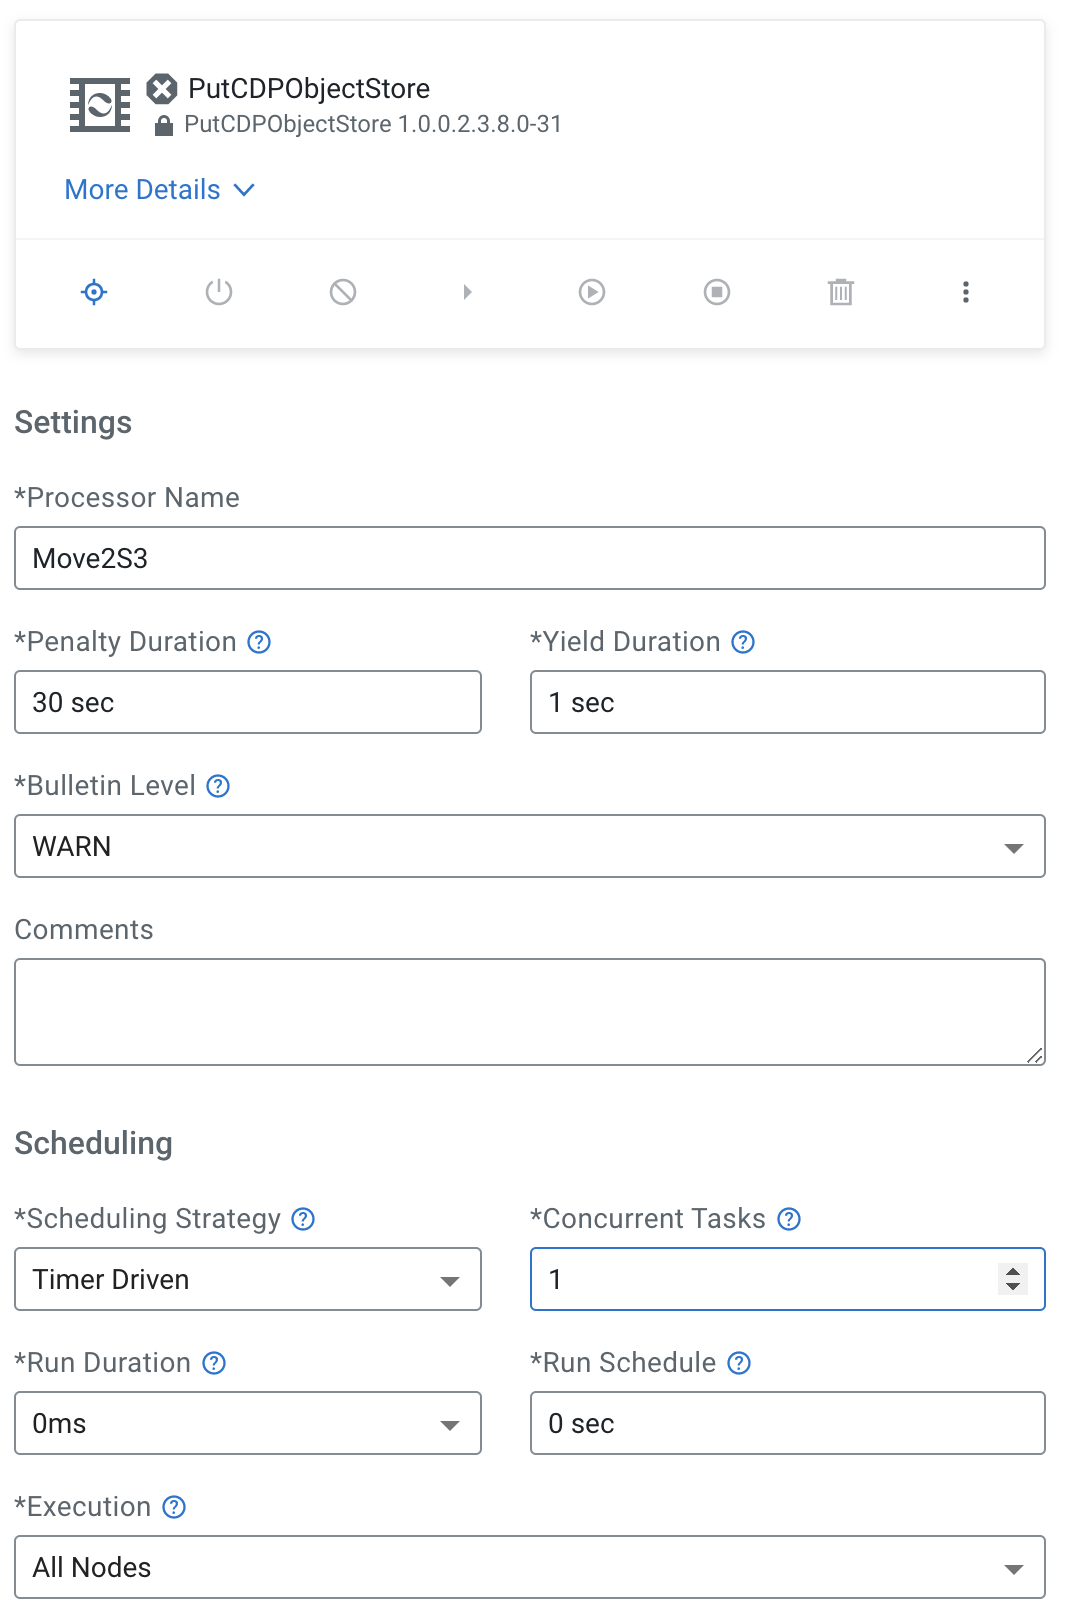 PutCDPObjectStore
PutCDPObjectStore 1.0.0.2.3.8.0-31
More Details
Settings
*Processor Name
Move2S3
*Penalty Duration ? *Yield Duration ?
30 sec 1 sec
*Bulletin Level ?
WARN
Comments
Scheduling
*Scheduling Strategy ? *Concurrent Tasks ?
Timer Driven 1
*Run Duration ? *Run Schedule ?
0ms 0 sec
*Execution ?
All Nodes